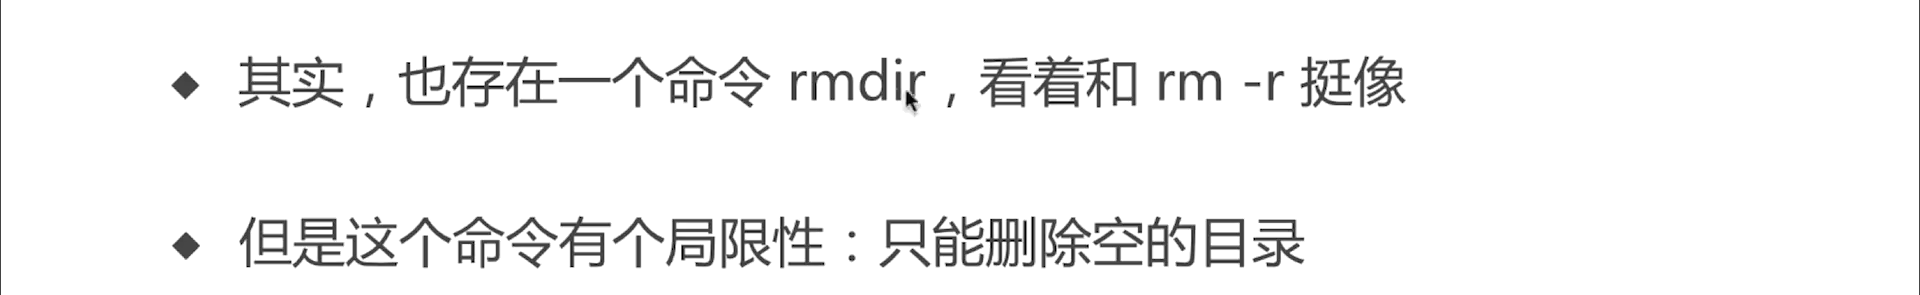 ◆ 其实，也存在一个命令 rmdir，看着和 rm -r 挺像
◆ 但是这个命令有个局限性：只能删除空的目录